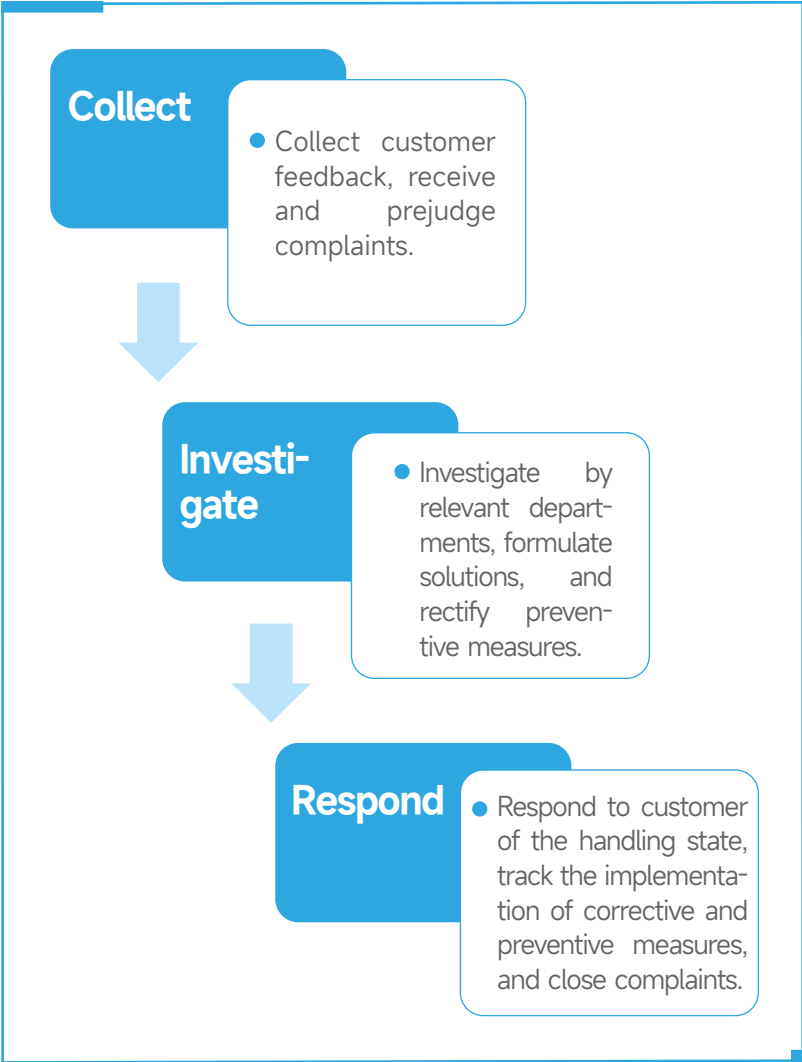 Collect
Collect customer
feedback, receive
and prejudge
complaints.
Investi-
gate
Investigate by
relevant depart-
ments, formulate
solutions, and
rectify preven-
tive measures.
Respond
Respond to customer
of the handling state,
track the implementa-
tion of corrective and
preventive measures,
and close complaints.